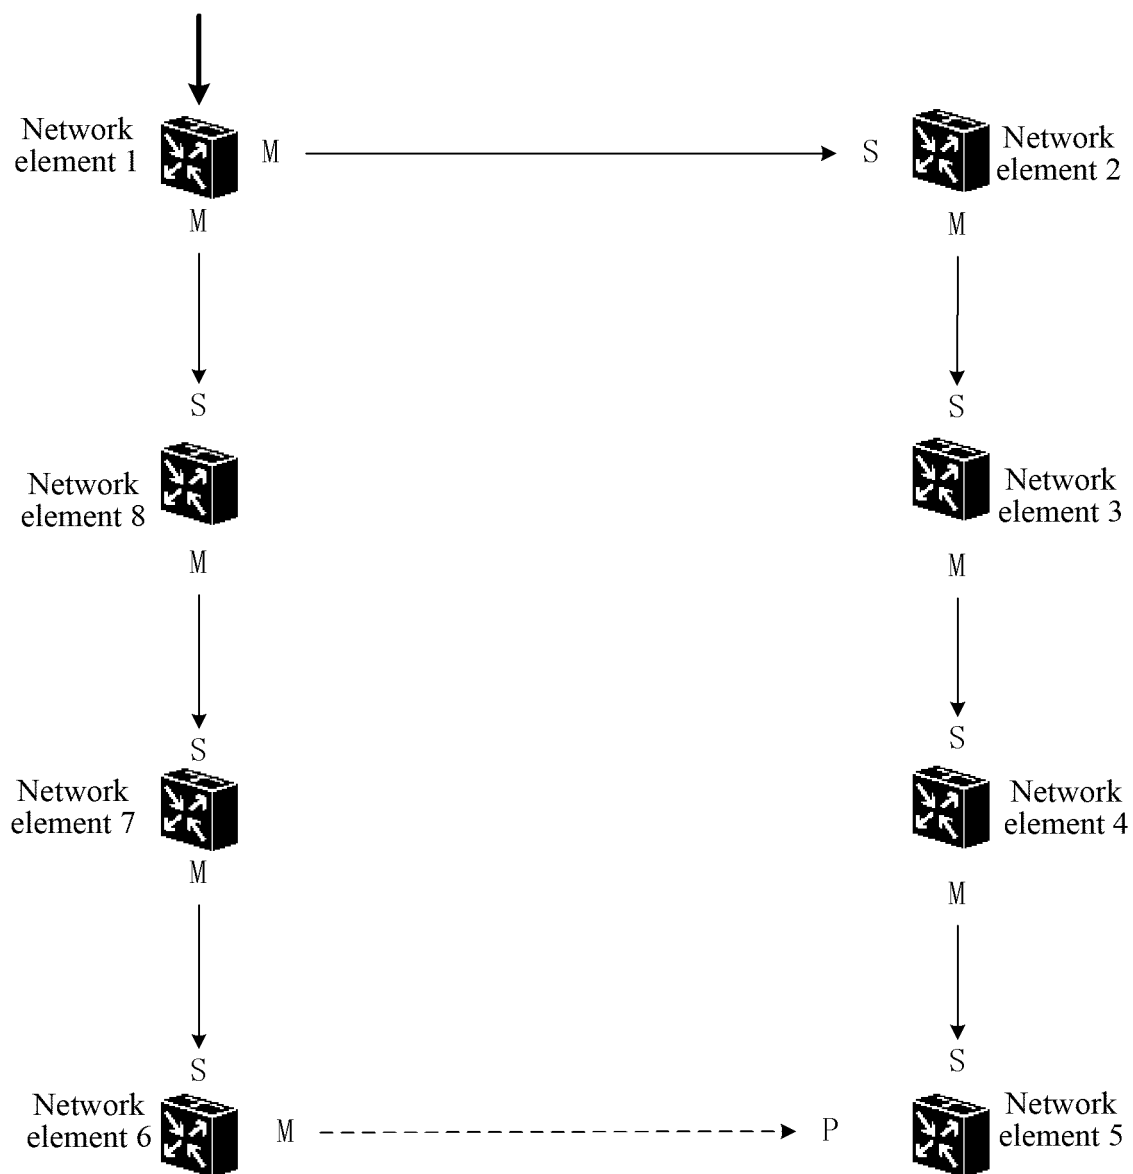 Network
element 1
M
S
Network
element 2
M
M
S
S
Network
element 8
Network
element 3
M
M
S
S
Network
element 7
Network
element 4
M
M
S
S
Network
element 6
M
P
Network
element 5